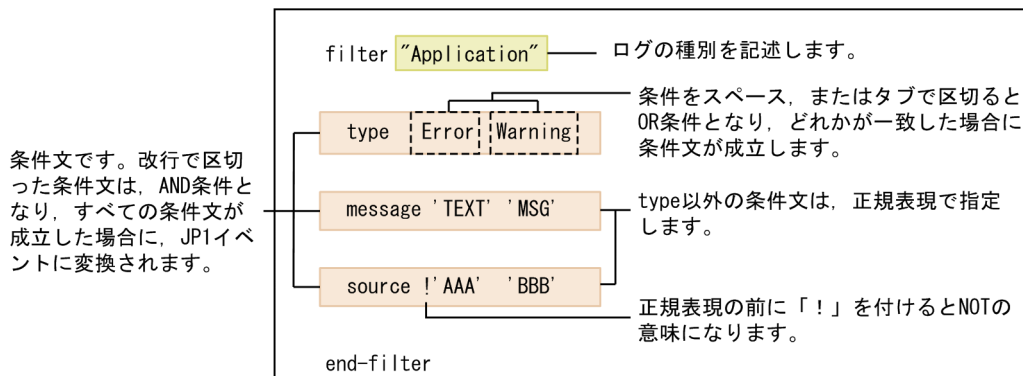 filter "Application"
ログの種別を記述します。
条件をスペース，またはタブで区切ると
OR条件となり，どれかが一致した場合に
条件文が成立します。
type Error Warning
条件文です。改行で区切
った条件文は，AND条件と
なり，すべての条件文が
成立した場合に，JP1イベ
ントに変換されます。
message 'TEXT' 'MSG'
type以外の条件文は，正規表現で指定
します。
source !'AAA' 'BBB'
正規表現の前に「！」を付けるとNOTの
意味になります。
end-filter